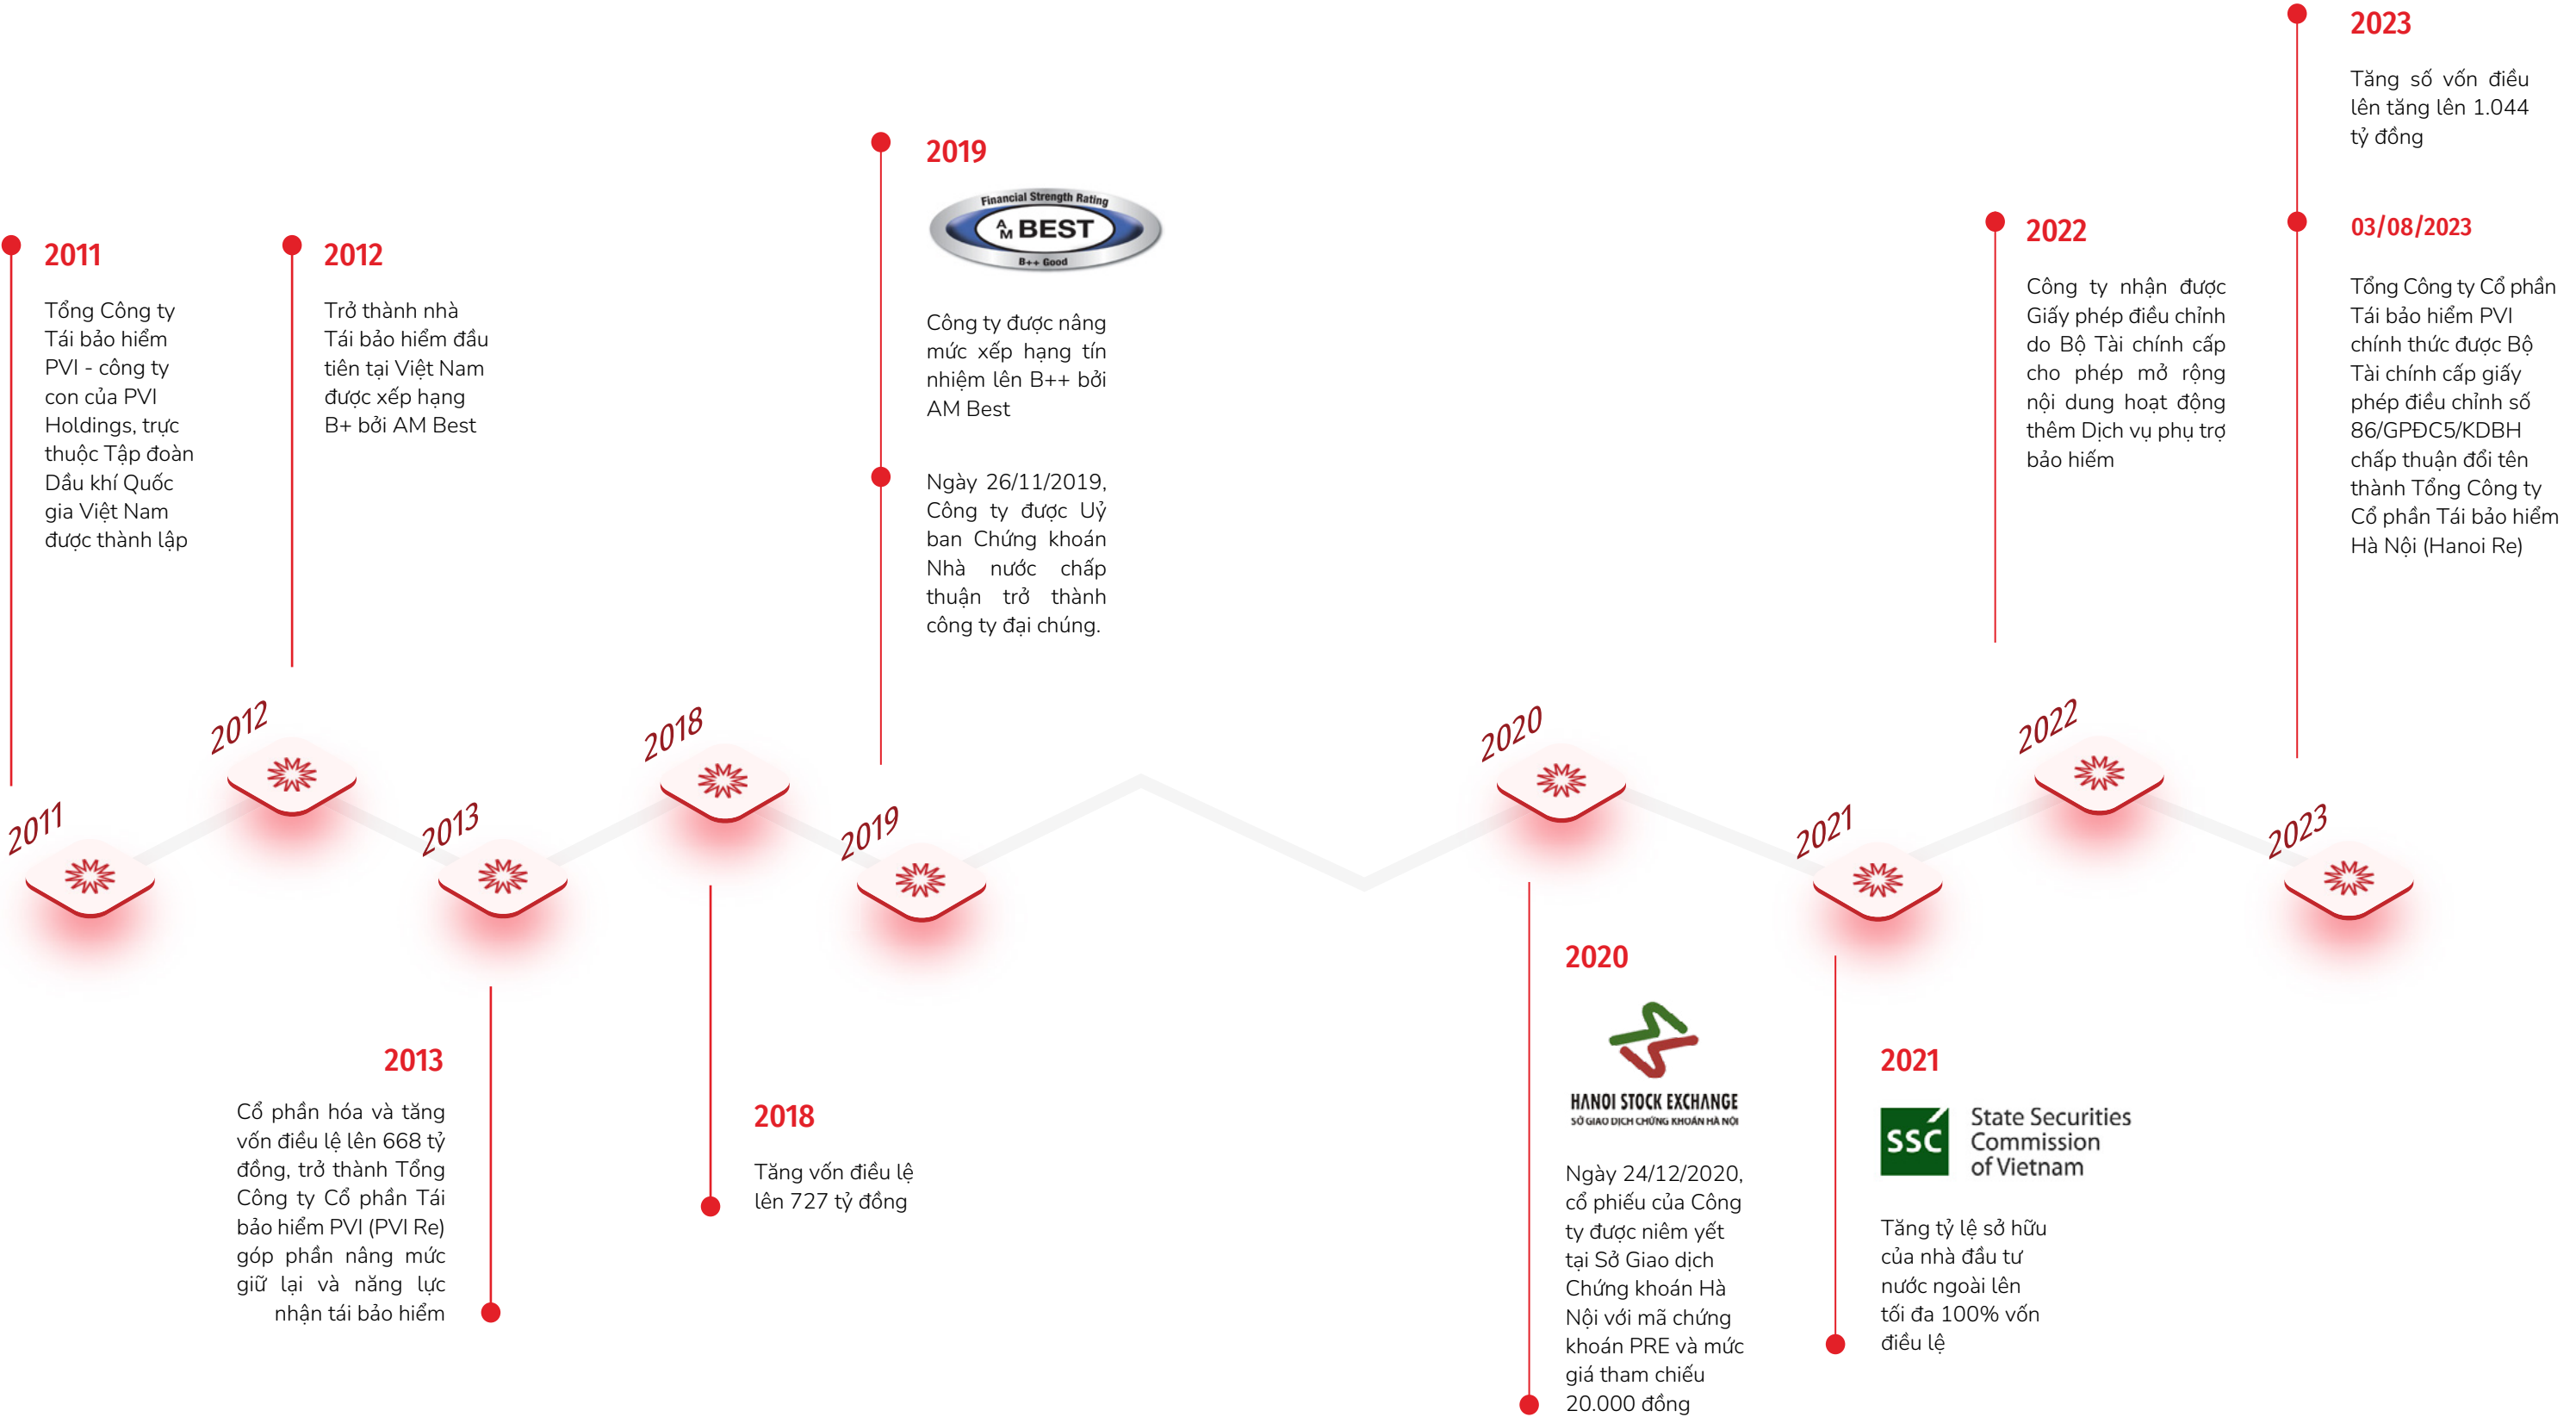 2011
Tổng Công ty
Tái bảo hiểm
PVI - công ty
con của PVI
Holdings, trực
thuộc Tập đoàn
Dầu khí Quốc
gia Việt Nam
được thành lập
2012
Trở thành nhà
Tái bảo hiểm đầu
tiên tại Việt Nam
được xếp hạng
B+ bởi AM Best
2019
Financial Strength Rating
AM BEST
B++ Good
Công ty được nâng
mức xếp hạng tín
nhiệm lên B++ bởi
AM Best
Ngày 26/11/2019,
Công ty được Uỷ
ban Chứng khoán
Nhà nước chấp
thuận trở thành
công ty đại chúng.
2022
Công ty nhận được
Giấy phép điều chỉnh
do Bộ Tài chính cấp
cho phép mở rộng
nội dung hoạt động
thêm Dịch vụ phụ trợ
bảo hiếm
2023
Tăng số vốn điều
lên tăng lên 1.044
tỷ đồng
03/08/2023
Tổng Công ty Cổ phần
Tái bảo hiểm PVI
chính thức được Bộ
Tài chính cấp giấy
phép điều chỉnh số
86/GPĐC5/KDBH
chấp thuận đổi tên
thành Tổng Công ty
Cổ phần Tái bảo hiểm
Hà Nội (Hanoi Re)
2011
2012
2013
2018
2019
2020
2021
2022
2023
2013
Cổ phần hóa và tăng
vốn điều lệ lên 668 tỷ
đồng, trở thành Tổng
Công ty Cổ phần Tái
bảo hiểm PVI (PVI Re)
góp phần nâng mức
giữ lại và năng lực
nhận tái bảo hiểm
2018
Tăng vốn điều lệ
lên 727 tỷ đồng
2020
HANOI STOCK EXCHANGE
SỞ GIAO DỊCH CHỨNG KHOÁN HÀ NỘI
Ngày 24/12/2020,
cổ phiếu của Công
ty được niêm yết
tại Sở Giao dịch
Chứng khoán Hà
Nội với mã chứng
khoán PRE và mức
giá tham chiếu
20.000 đồng
2021
SSC
State Securities
Commission
of Vietnam
Tăng tỷ lệ sở hữu
của nhà đầu tư
nước ngoài lên
tối đa 100% vốn
điều lệ